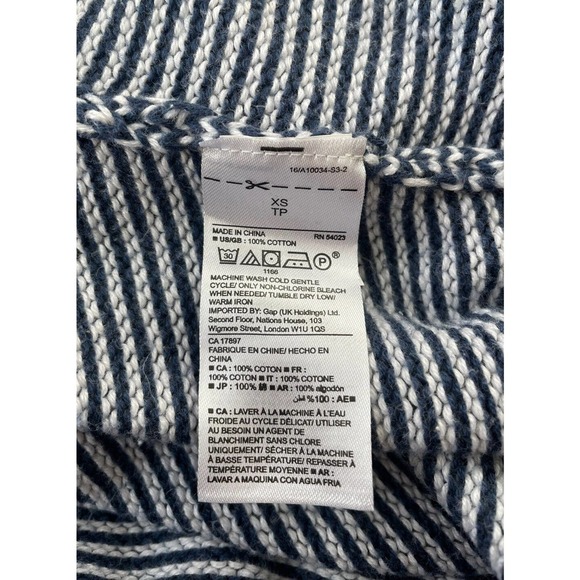 16/A10034-S3-2
XS
TP
MADE IN CHINA RN 54023
■ US/GB : 100% COTTON
30 P ®
1166
MACHINE WASH COLD GENTLE
CYCLE/ ONLY NON-CHLORINE BLEACH
WHEN NEEDED/ TUMBLE DRY LOW/
WARM IRON
IMPORTED BY: Gap (UK Holdings) Ltd.
Second Floor, Nations House, 103
Wigmore Street, London W1U 1QS
CA 17897
FABRIQUE EN CHINE/ HECHO EN
CHINA
■ CA : 100% COTON ■ FR :
100% COTON ■ IT : 100% COTONE
■ JP : 100% 綿 ■ AR : 100% algodón
%100 : AE■ قطن
■ CA : LAVER À LA MACHINE À L'EAU
FROIDE AU CYCLE DÉLICAT/ UTILISER
AU BESOIN UN AGENT DE
BLANCHIMENT SANS CHLORE
UNIQUEMENT/ SÉCHER À LA MACHINE
À BASSE TEMPÉRATURE/ REPASSER À
TEMPÉRATURE MOYENNE ■ AR :
LAVAR A MAQUINA CON AGUA FRIA